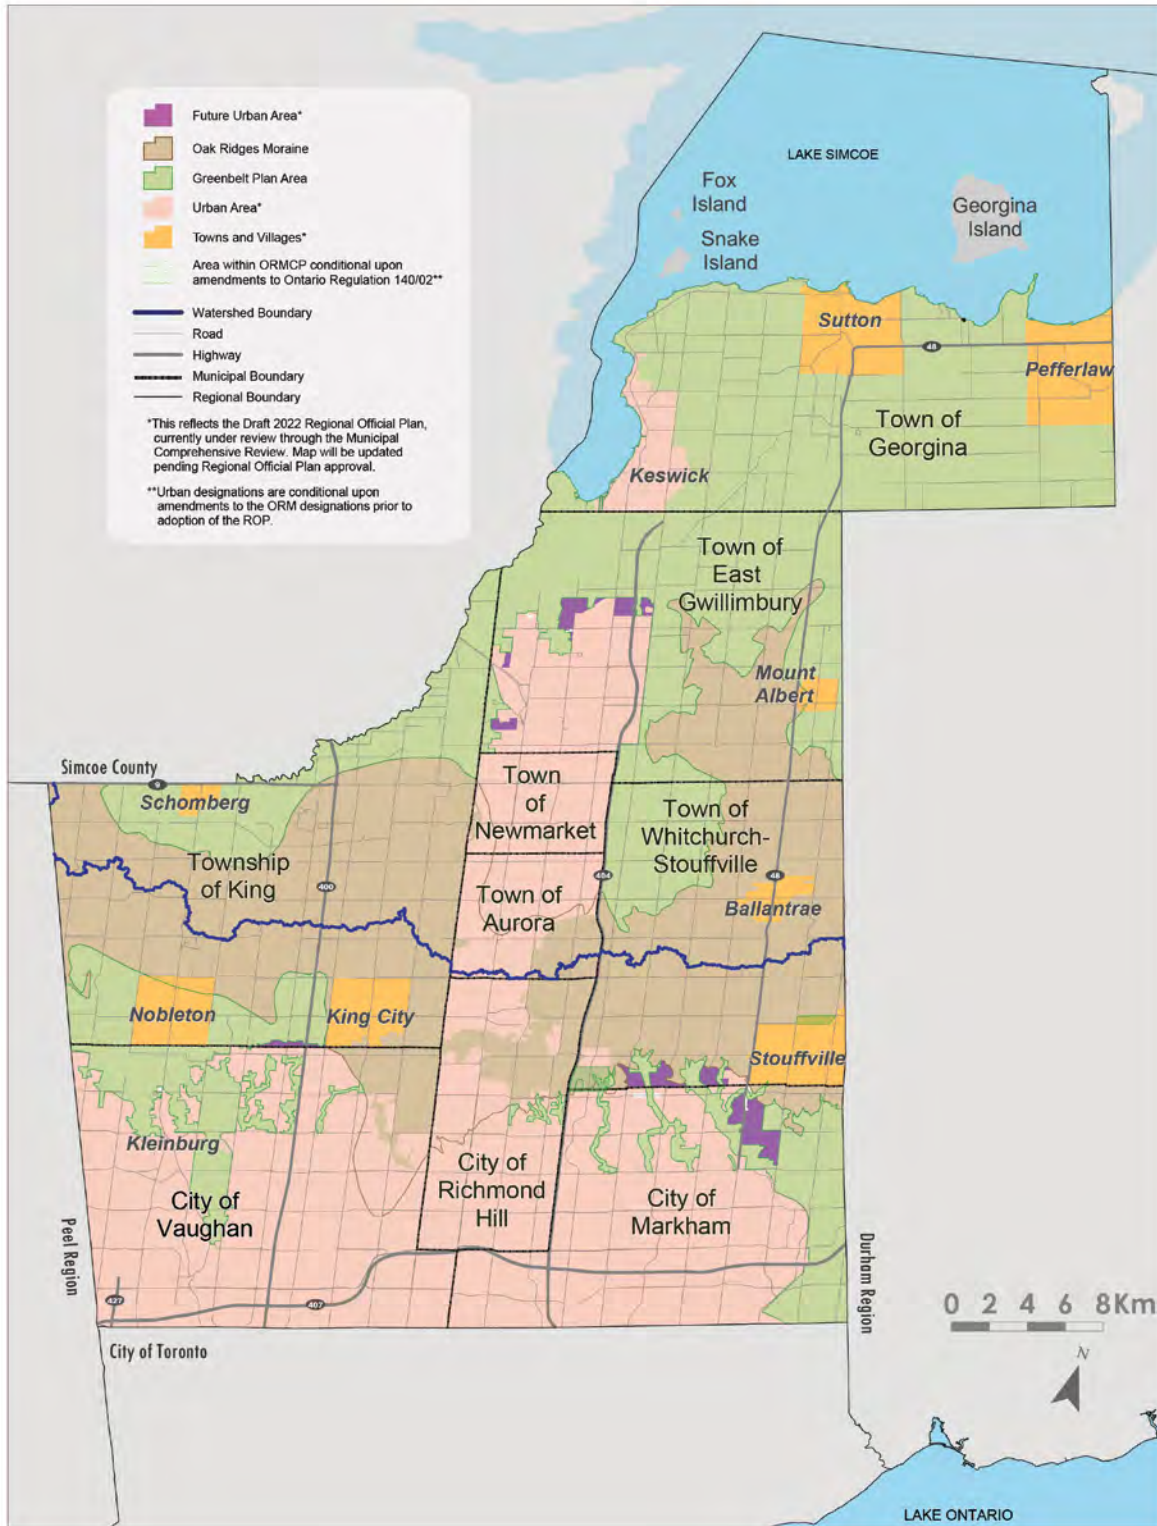 Future Urban Area*
Oak Ridges Moraine
Greenbelt Plan Area
Urban Area*
Towns and Villages*
Area within ORMCP conditional upon
amendments to Ontario Regulation 140/02**
Watershed Boundary
Road
Highway
Municipal Boundary
Regional Boundary
*This reflects the Draft 2022 Regional Official Plan,
currently under review through the Municipal
Comprehensive Review. Map will be updated
pending Regional Official Plan approval.
**Urban designations are conditional upon
amendments to the ORM designations prior to
adoption of the ROP.
LAKE SIMCOE
Fox
Island
Snake
Island
Georgina
Island
Sutton
48
Pefferlaw
Town of
Georgina
Keswick
Town of
East
Gwillimbury
Mount
Albert
Simcoe County
9
Schomberg
Town
of
Newmarket
Town of
Whitchurch-
Stouffville
Township
of King
400
404
48
Town of
Aurora
Ballantrae
Nobleton
King City
Stouffville
Kleinburg
City of
Vaughan
City of
Richmond
Hill
City of
Markham
Peel Region
Durham Region
427
407
City of Toronto
0 2 4 6 8Km
N
LAKE ONTARIO